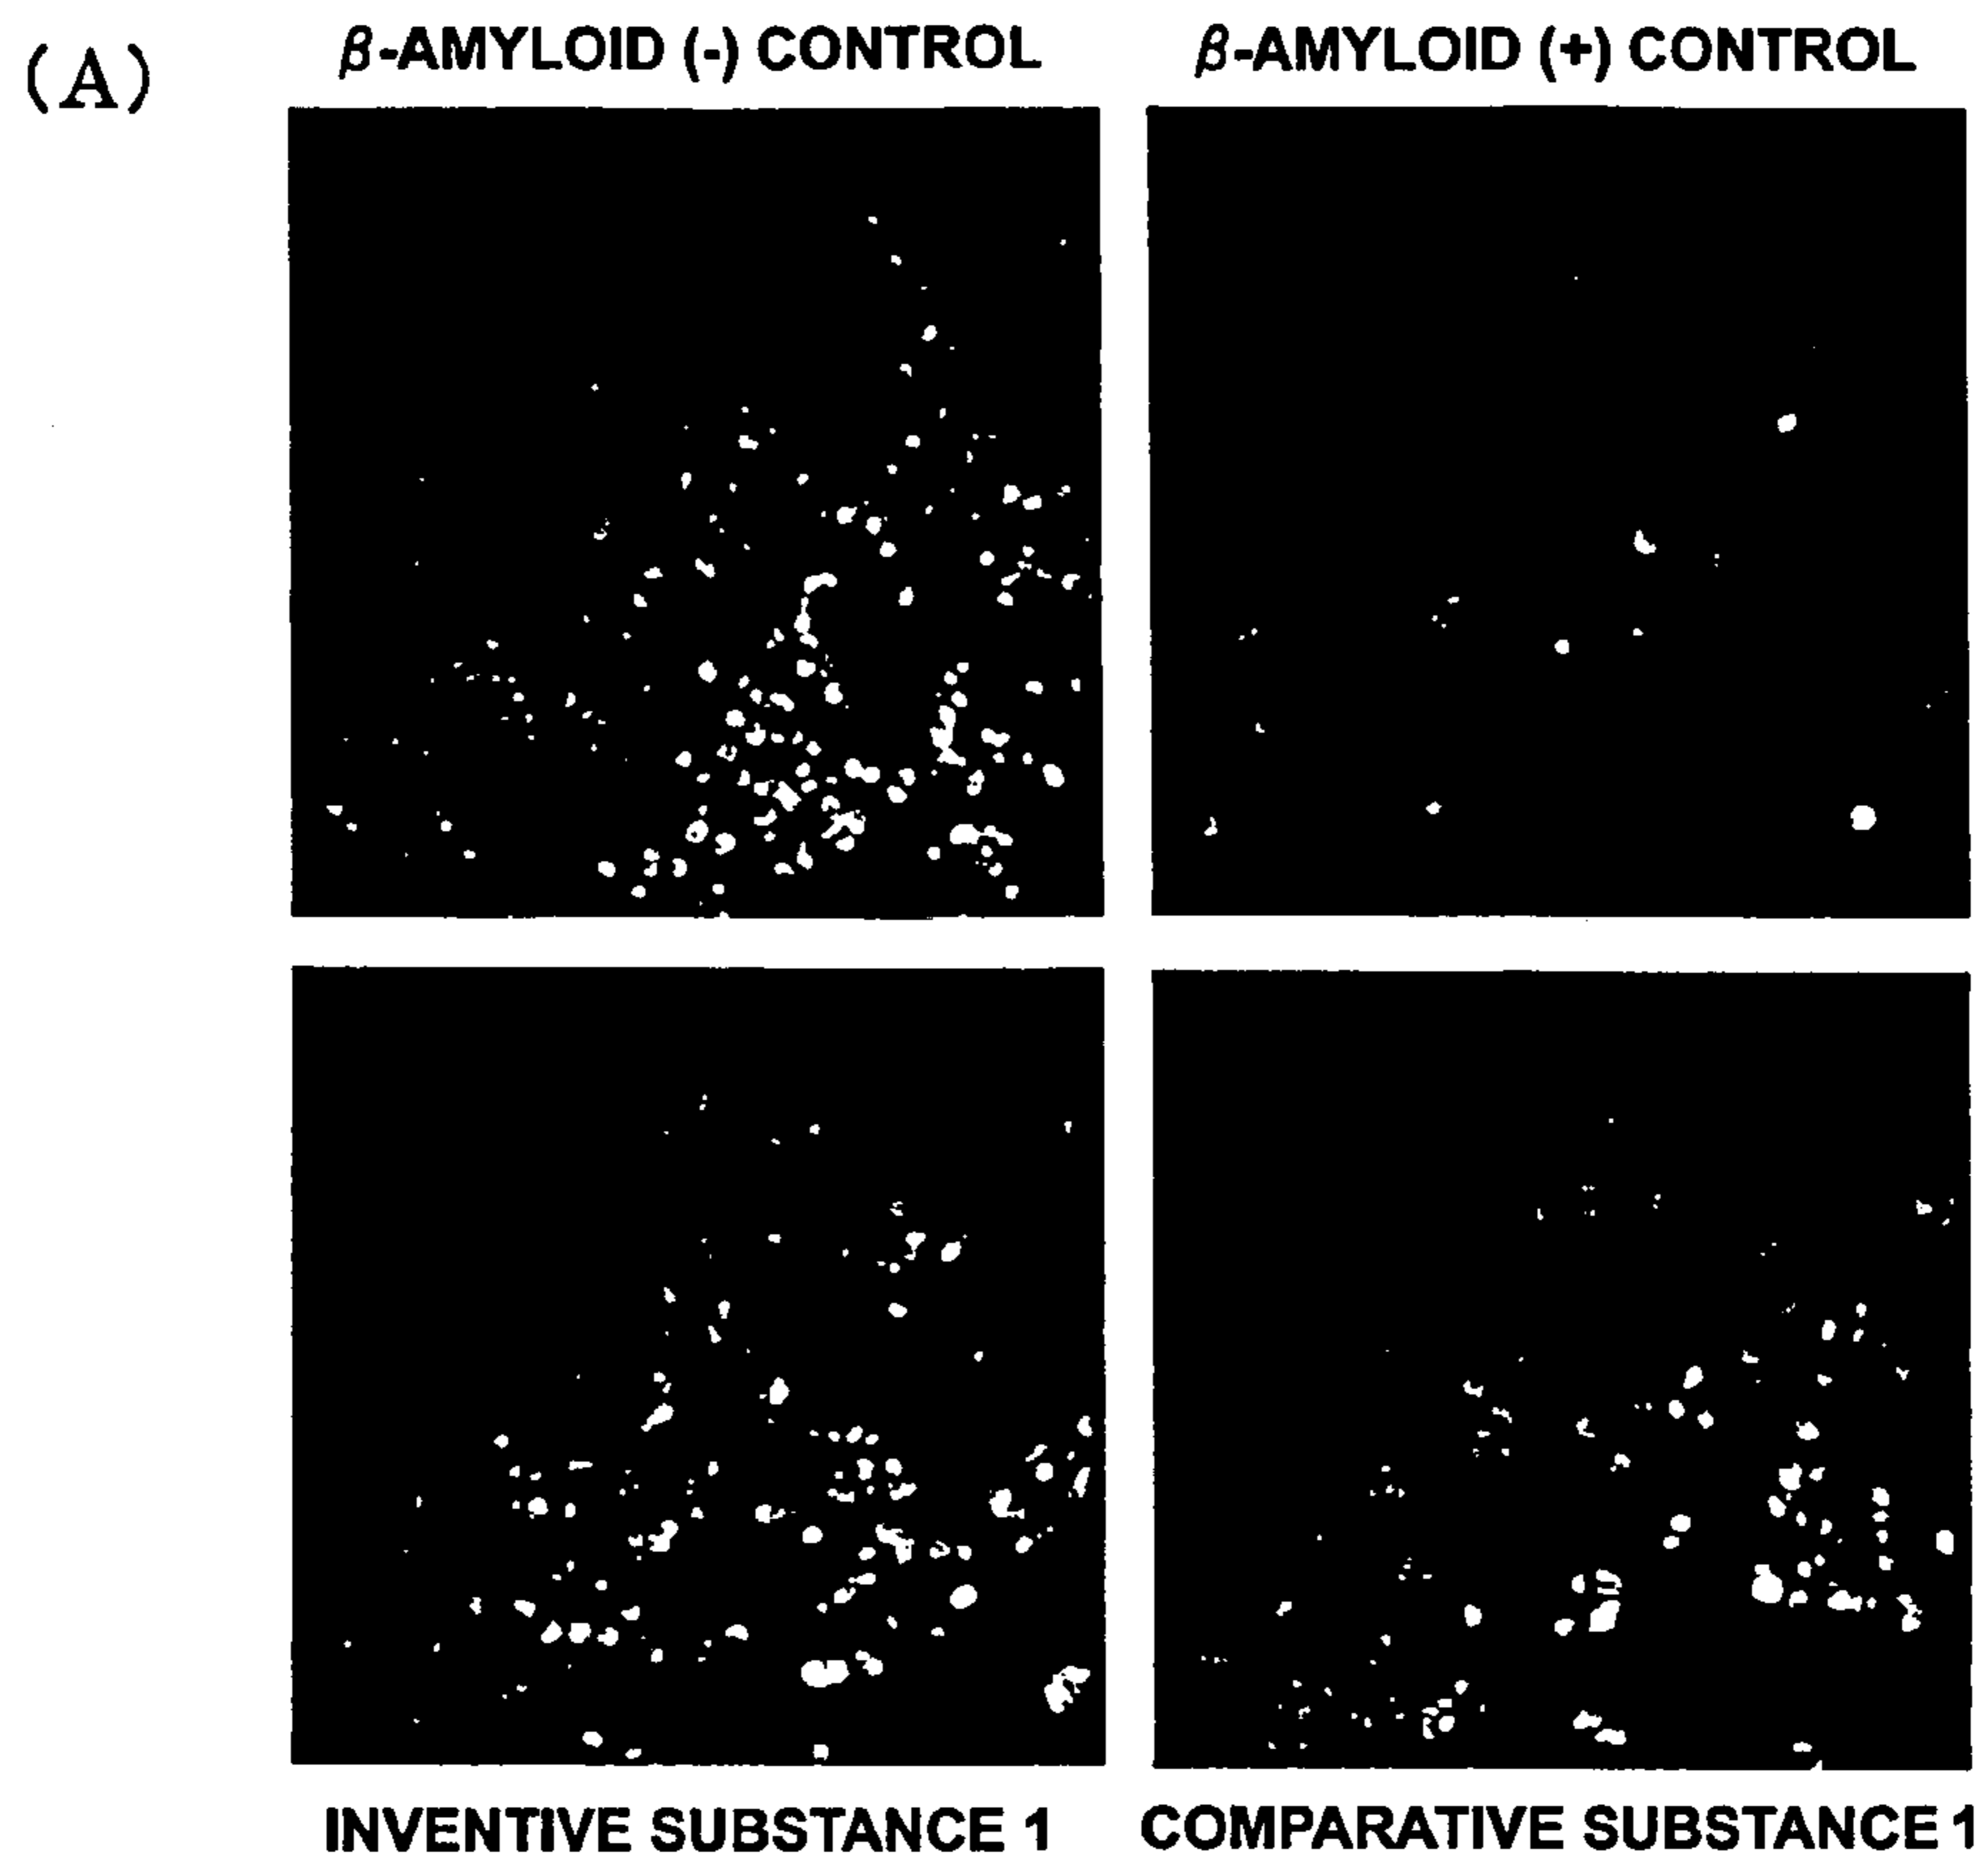 (A)
β-AMYLOID (-) CONTROL
β-AMYLOID (+) CONTROL
INVENTIVE SUBSTANCE 1
COMPARATIVE SUBSTANCE 1